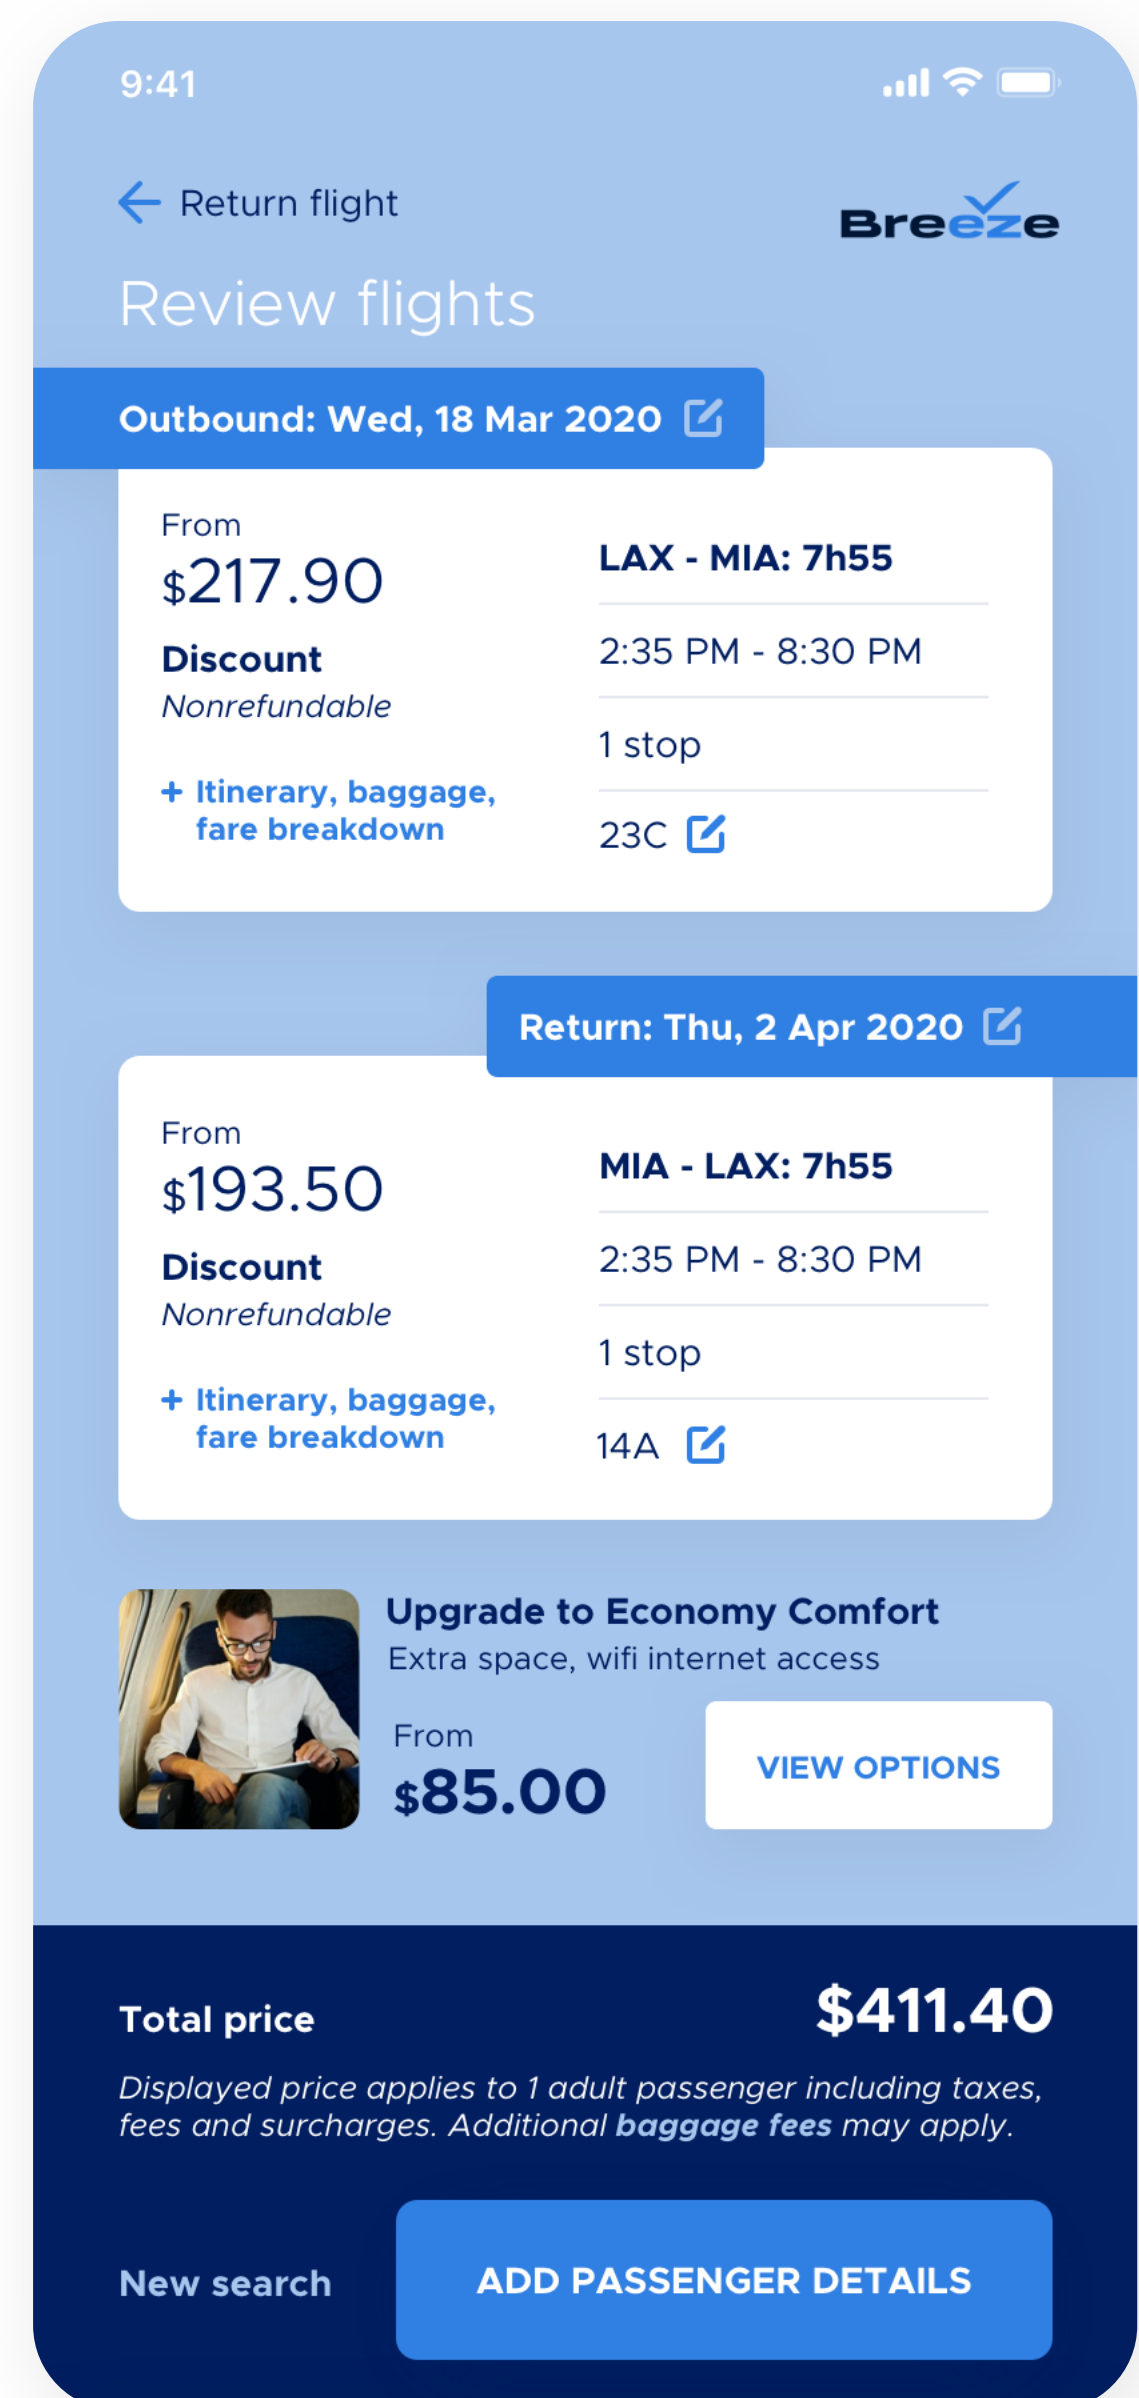 9:41
Return flight
Breeze
Review flights
Outbound: Wed, 18 Mar 2020
From
$217.90
Discount
Nonrefundable
+ Itinerary, baggage,
fare breakdown
LAX - MIA: 7h55
2:35 PM - 8:30 PM
1 stop
23C
Return: Thu, 2 Apr 2020
From
$193.50
Discount
Nonrefundable
+ Itinerary, baggage,
fare breakdown
MIA - LAX: 7h55
2:35 PM - 8:30 PM
1 stop
14A
Upgrade to Economy Comfort
Extra space, wifi internet access
From
$85.00
VIEW OPTIONS
Total price
$411.40
Displayed price applies to 1 adult passenger including taxes,
fees and surcharges. Additional baggage fees may apply.
New search
ADD PASSENGER DETAILS